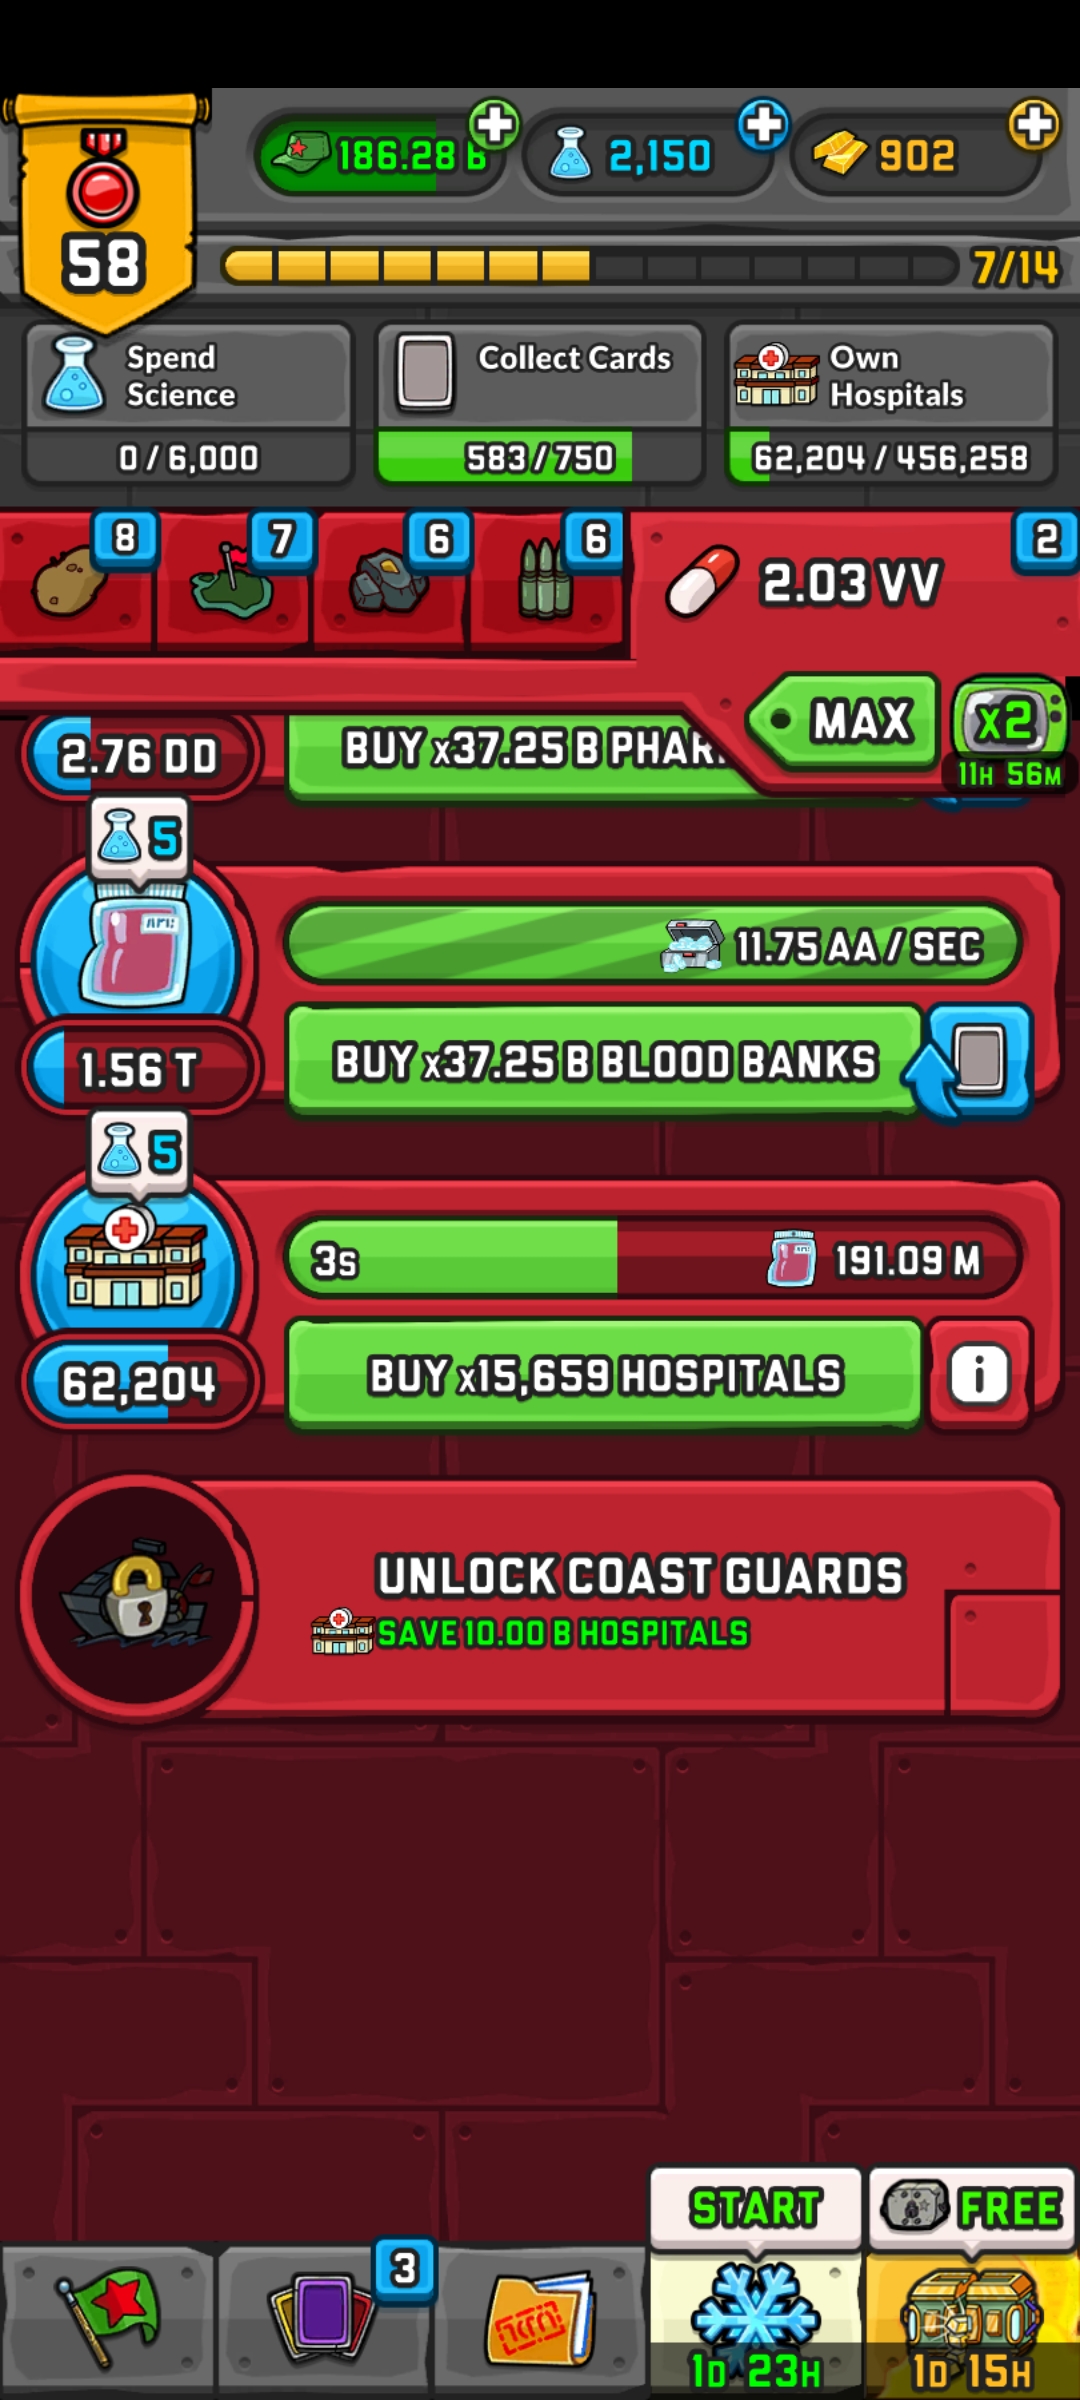 58
186.28 B
2,150
902
7/14
Spend
Science
0 / 6,000
Collect Cards
583 / 750
Own
Hospitals
62,204 / 456,258
8
7
6
6
2.03 VV
2
MAX
x2
11H 56M
2.76 DD
BUY x37.25 B PHAR
5
11.75 AA / SEC
1.56 T
BUY x37.25 B BLOOD BANKS
5
3s
191.09 M
62,204
BUY x15,659 HOSPITALS
i
UNLOCK COAST GUARDS
SAVE 10.00 B HOSPITALS
START
FREE
3
1D 23H
1D 15H